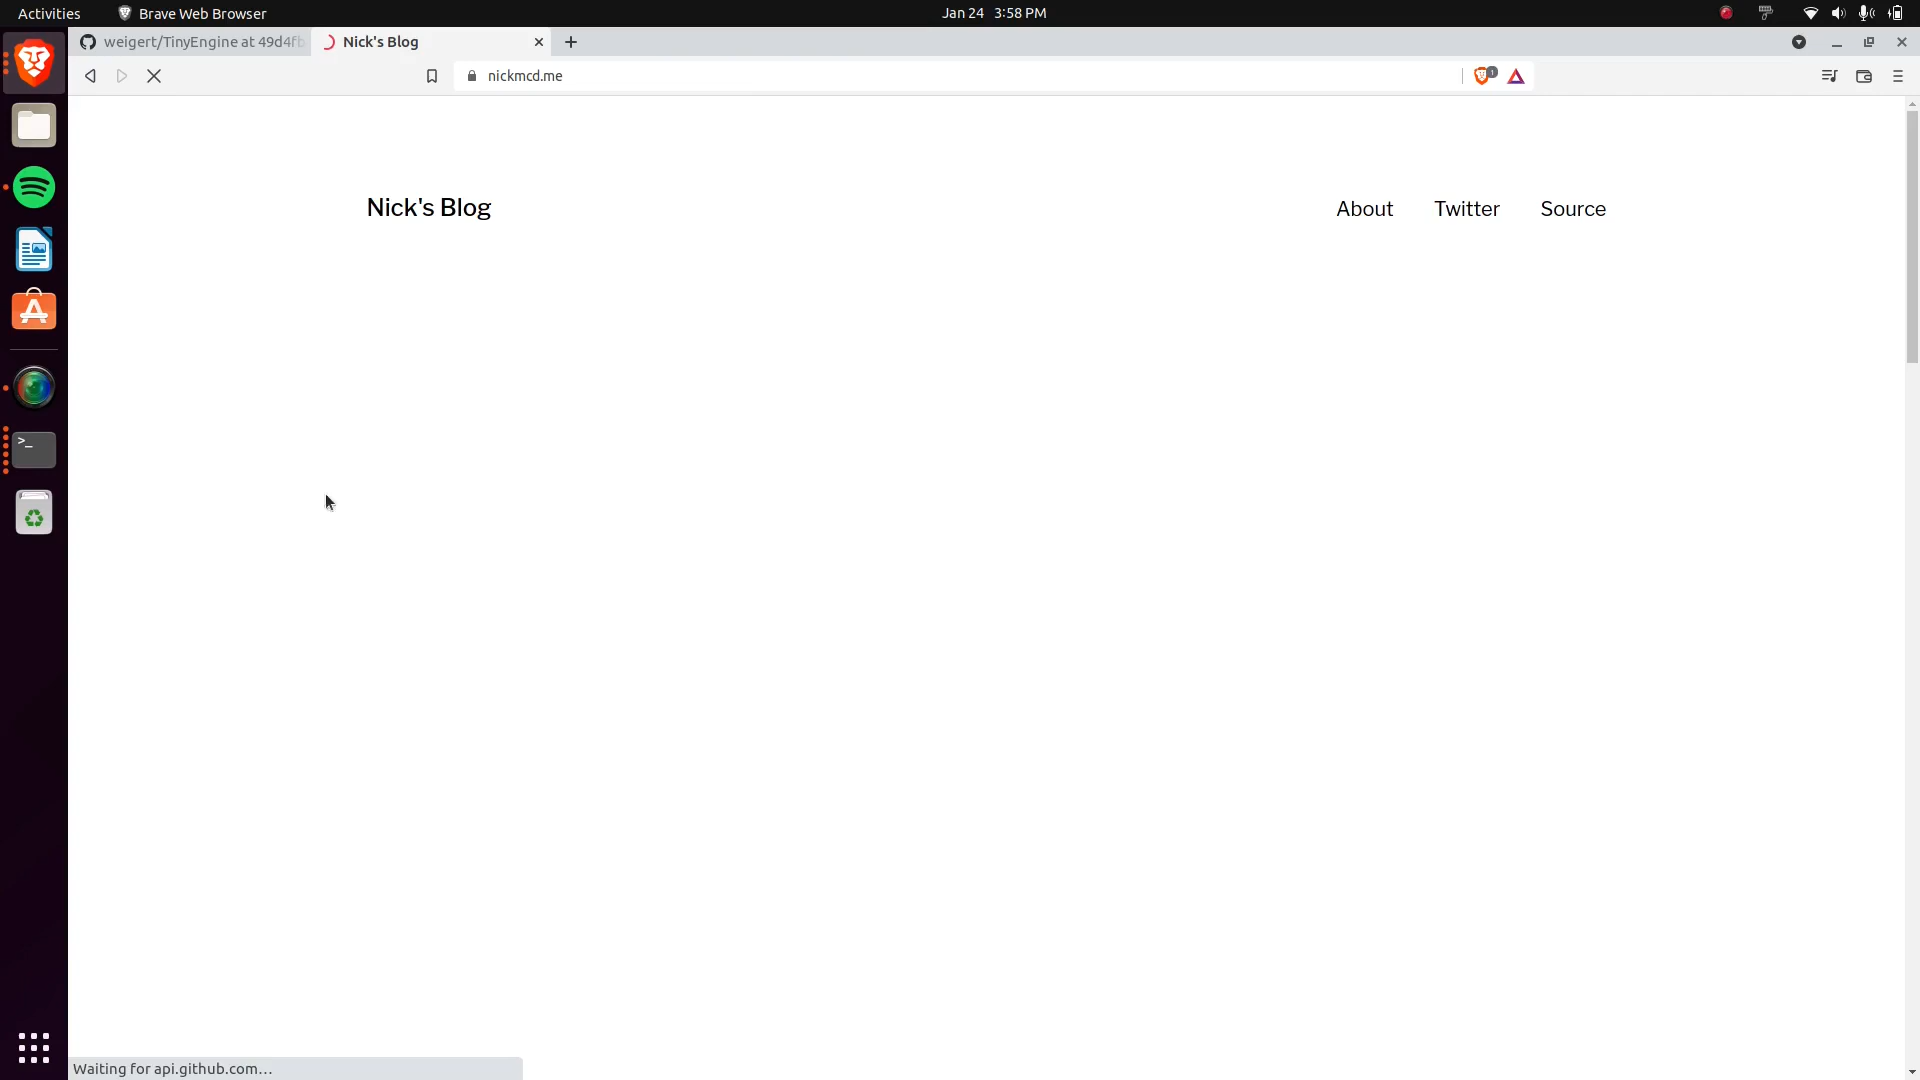 Activities
Brave Web Browser
Jan 24 3:58 PM
weigert/TinyEngine at 49d4fb
Nick's Blog
nickmcd.me
1
Nick's Blog
About
Twitter
Source
>_
Waiting for api.github.com...